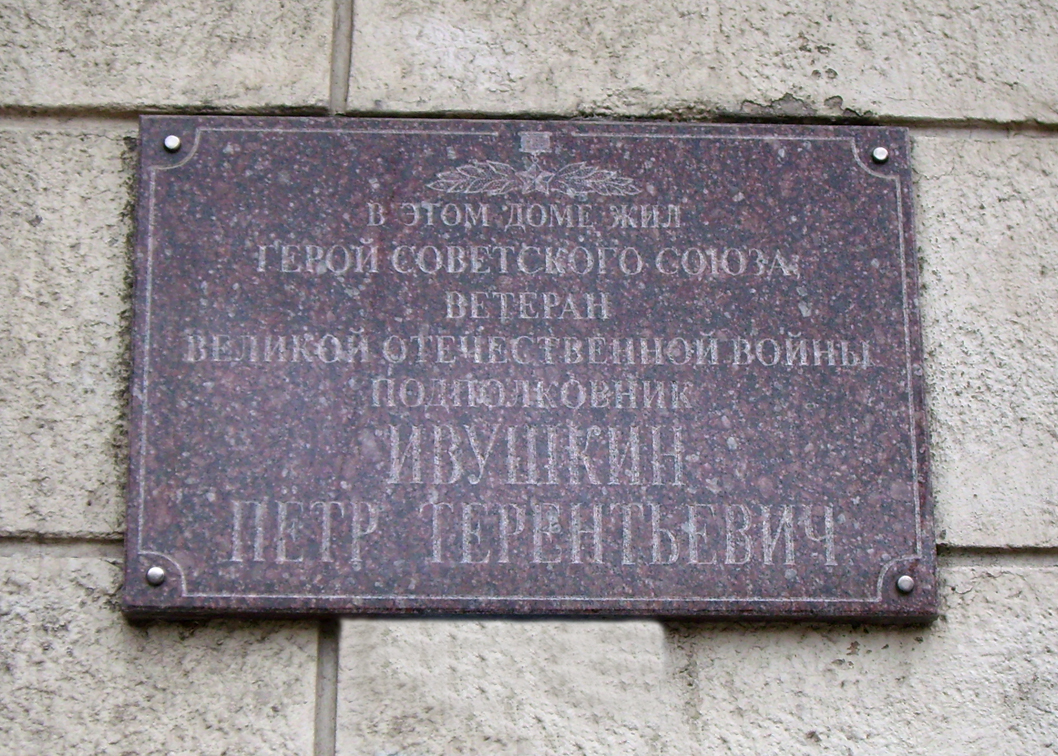 В ЭТОМ ДОМЕ ЖИЛ
ГЕРОЙ СОВЕТСКОГО СОЮЗА,
ВЕТЕРАН
ВЕЛИКОЙ ОТЕЧЕСТВЕННОЙ ВОЙНЫ
ПОДПОЛКОВНИК
ИВУШКИН
ПЕТР ТЕРЕНТЬЕВИЧ